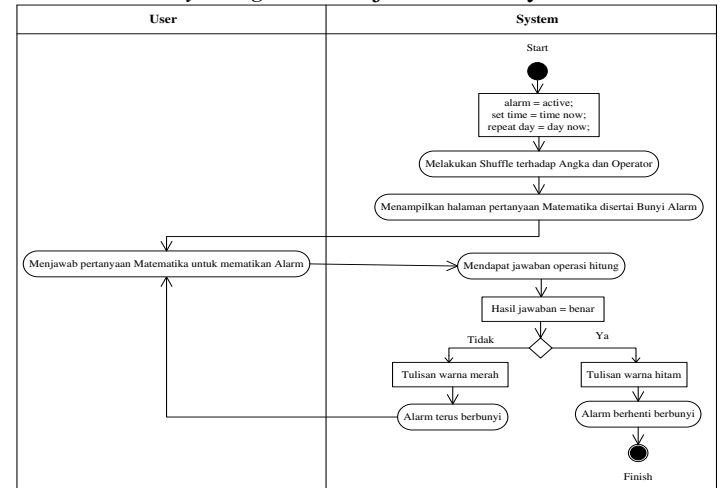 User
System
Start
alarm = active;
set time = time now;
repeat day = day now;
Melakukan Shuffle terhadap Angka dan Operator
Menampilkan halaman pertanyaan Matematika disertai Bunyi Alarm
Menjawab pertanyaan Matematika untuk mematikan Alarm
Mendapat jawaban operasi hitung
Hasil jawaban = benar
Tidak
Ya
Tulisan warna merah
Tulisan warna hitam
Alarm terus berbunyi
Alarm berhenti berbunyi
Finish